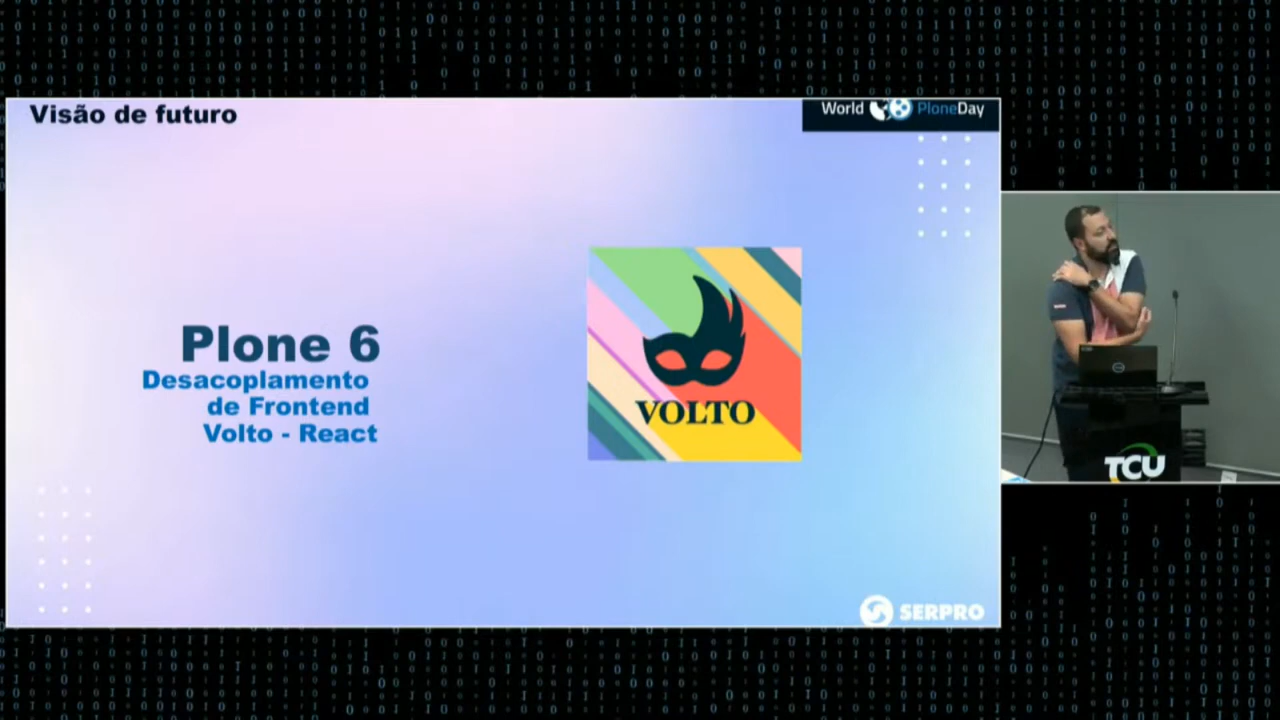 Visão de futuro
World PloneDay
Plone 6
Desacoplamento
de Frontend
Volto - React
VOLTO
SERPRO
TCU